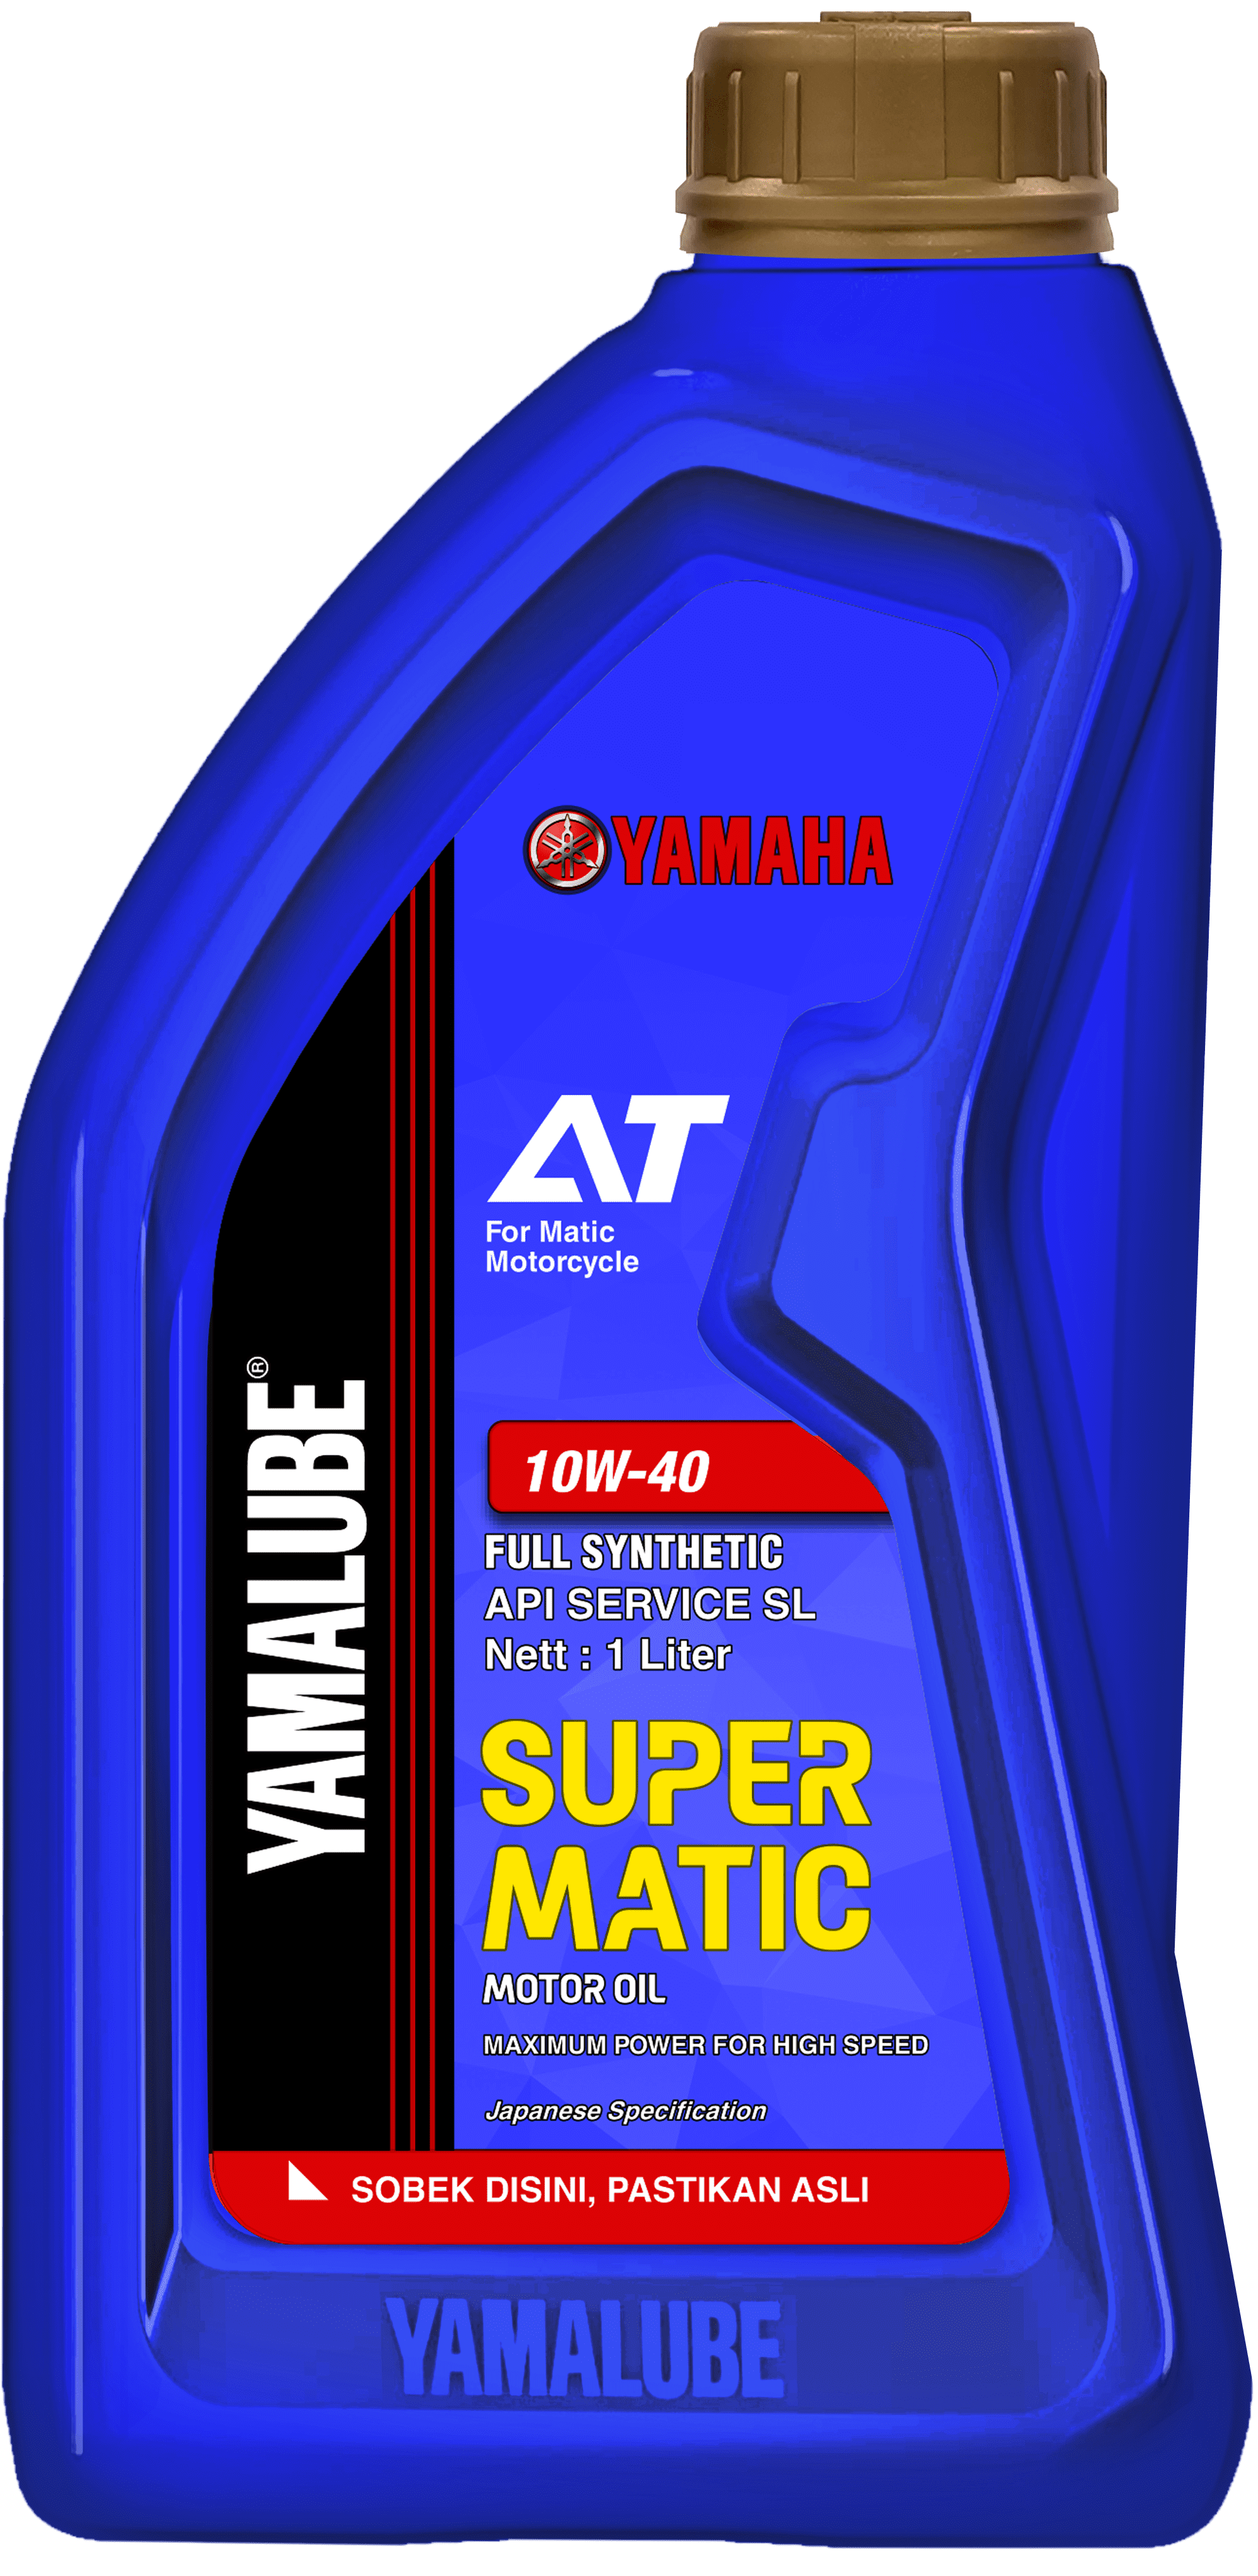 YAMAHA
AT
For Matic
Motorcycle
YAMALUBE®
10W-40
FULL SYNTHETIC
API SERVICE SL
Nett : 1 Liter
SUPER
MATIC
MOTOR OIL
MAXIMUM POWER FOR HIGH SPEED
Japanese Specification
SOBEK DISINI, PASTIKAN ASLI
YAMALUBE